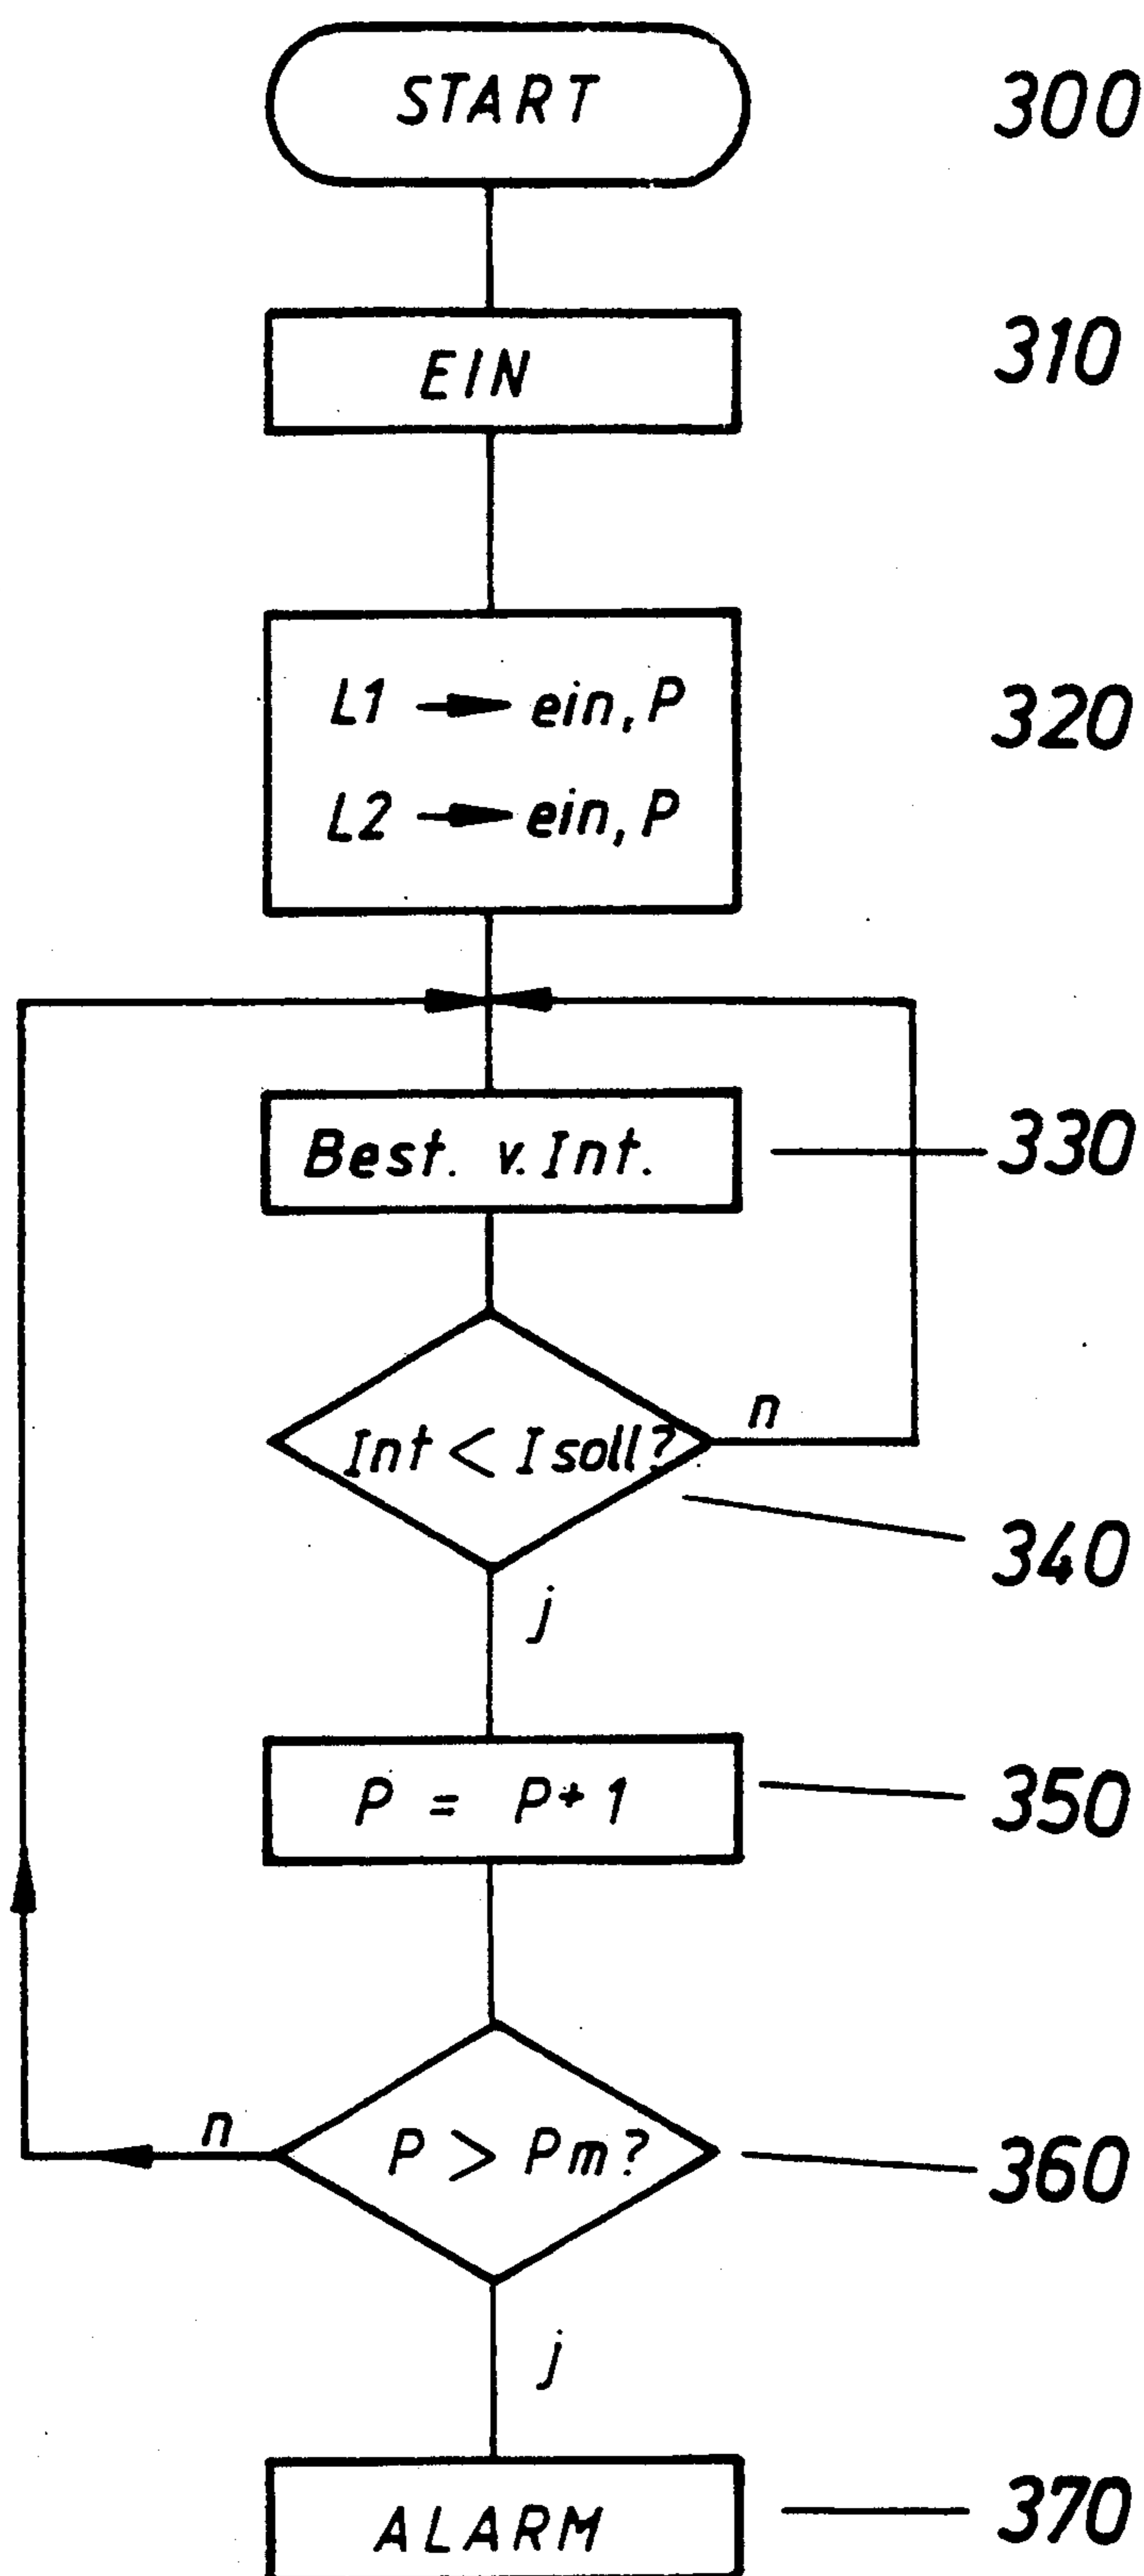 START 300
EIN 310
L1 → ein, P 320
L2 → ein, P
Best. v. Int. 330
Int < I soll? n
340
j
P = P+1 350
n P > Pm? 360
j
ALARM 370